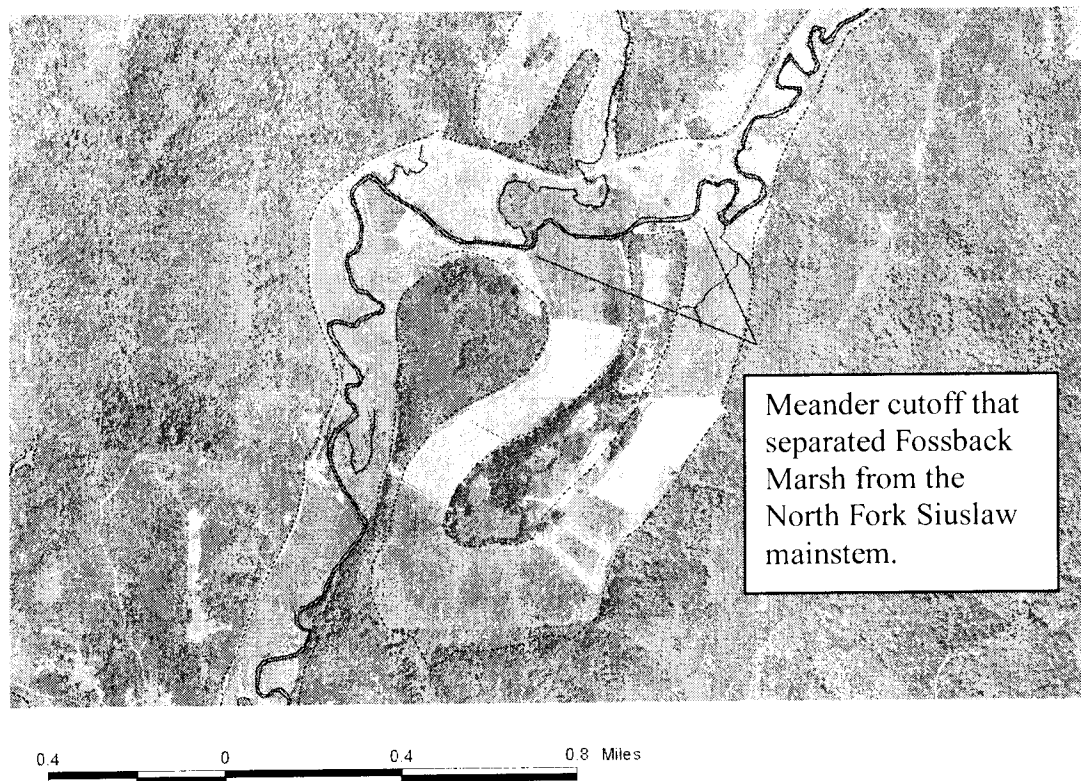 Meander cutoff that
separated Fossback
Marsh from the
North Fork Siuslaw
mainstem.
0.4 0 0.4 0.8 Miles